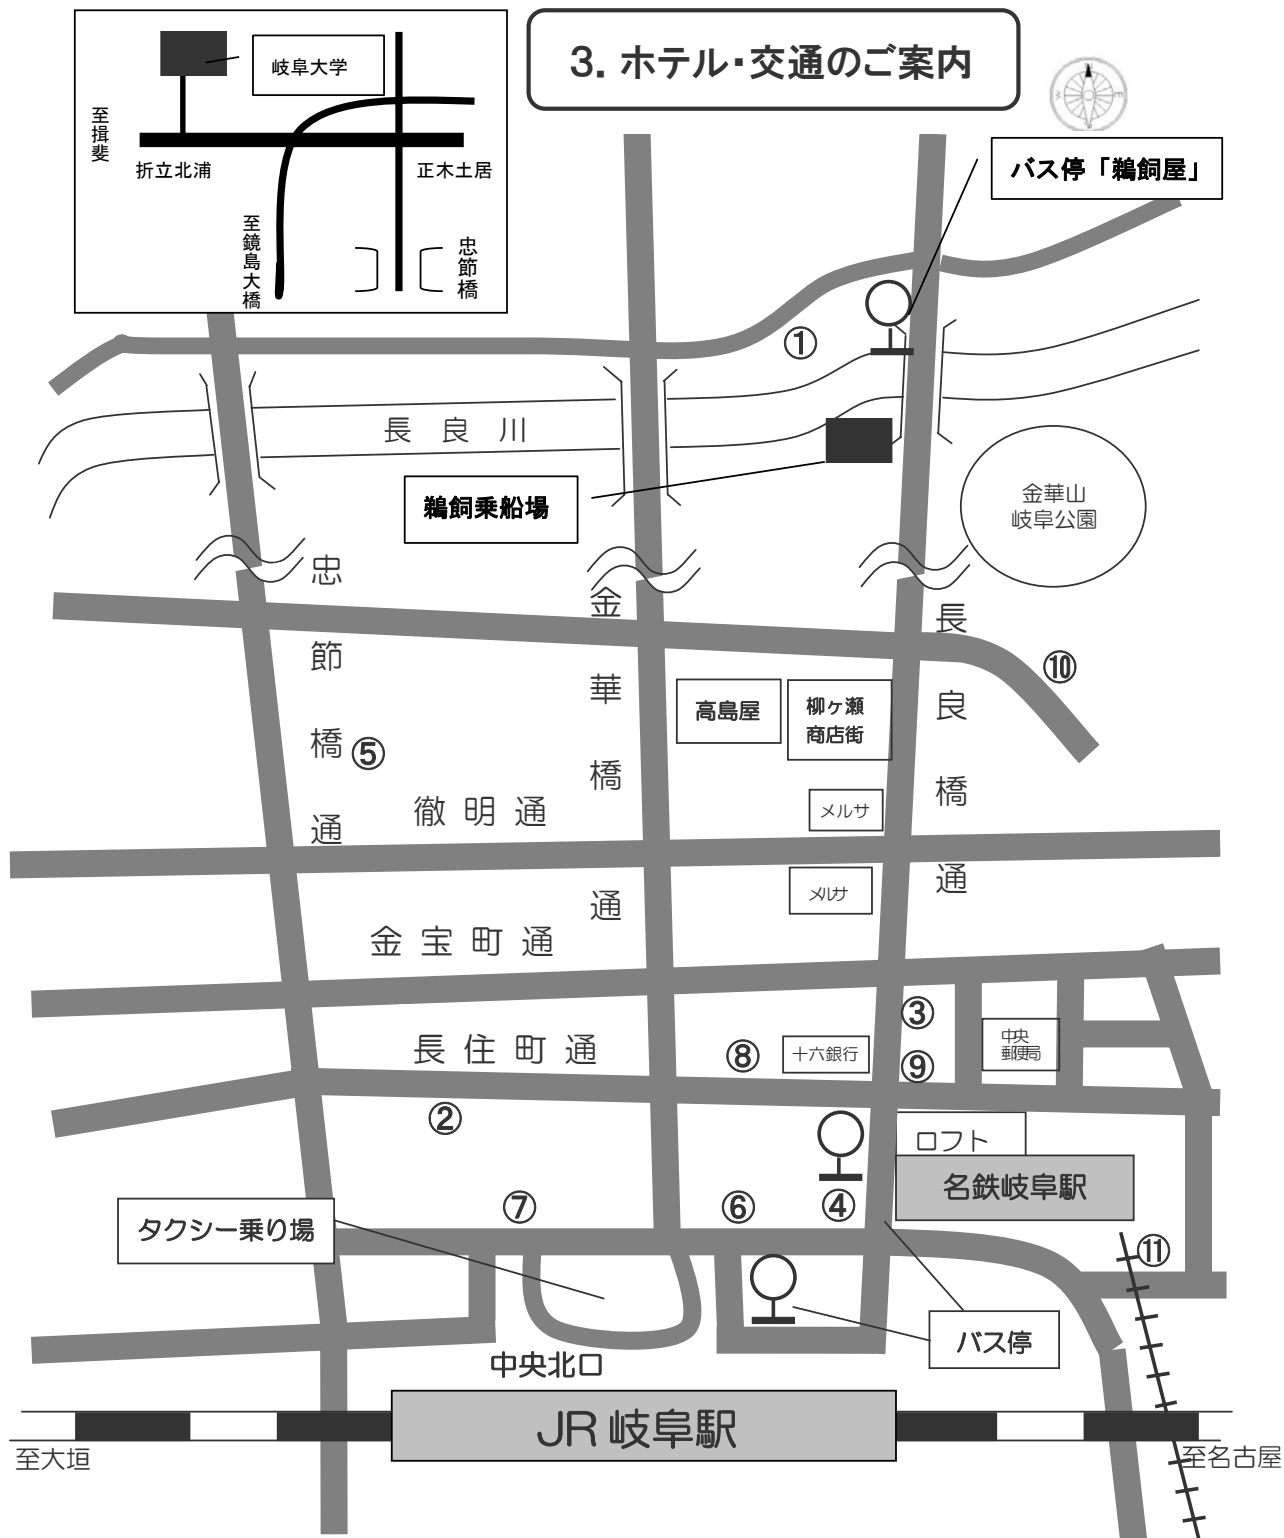 3. ホテル・交通のご案内
岐阜大学
至揖斐
折立北浦
正木土居
至鏡島大橋
忠節橋
W
E
バス停「鵜飼屋」
①
長良川
鵜飼乗船場
金華山
岐阜公園
忠節橋通
金華橋通
長良橋通
⑩
高島屋
柳ヶ瀬
商店街
⑤
メルサ
徹明通
メルサ
金宝町通
③
長住町通
⑧
十六銀行
⑨
中央
郵便局
②
ロフト
名鉄岐阜駅
⑦
⑥
④
タクシー乗り場
⑪
バス停
中央北口
JR 岐阜駅
至大垣
至名古屋